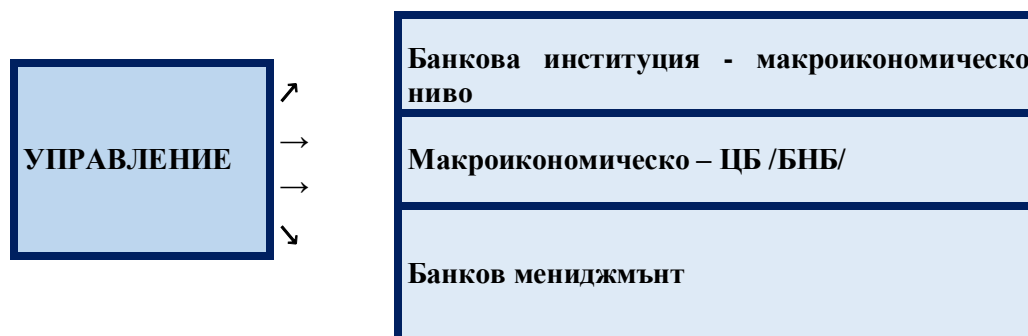 УПРАВЛЕНИЕ
Банкова институция - макроикономическо
ниво
Макроикономическо – ЦБ /БНБ/
Банков мениджмънт